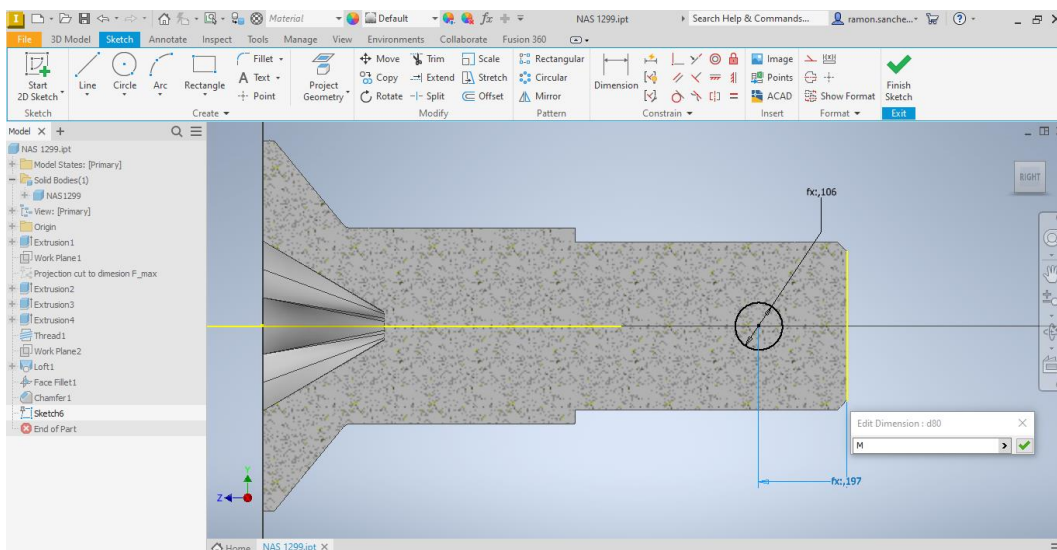 Material Default fx NAS 1299.ipt Search Help & Commands... ramon.sanche...
File 3D Model Sketch Annotate Inspect Tools Manage View Environments Collaborate Fusion 360
Start 2D Sketch Line Circle Arc Rectangle Fillet Text Point Project Geometry Move Copy Rotate Trim Extend Split Scale Stretch Offset Rectangular Circular Mirror Dimension Image Points ACAD Show Format Finish Sketch
Sketch Create Modify Pattern Constrain Insert Format Exit
Model
NAS 1299.ipt
Model States: [Primary]
Solid Bodies(1)
NAS1299
View: [Primary]
Origin
Extrusion1
Work Plane1
Projection cut to dimesion F_max
Extrusion2
Extrusion3
Extrusion4
Thread1
Work Plane2
Loft1
Face Fillet1
Chamfer1
Sketch6
End of Part
RIGHT
fx:,106
Edit Dimension : d80
M
fx:,197
Y
Z
Home NAS 1299.ipt